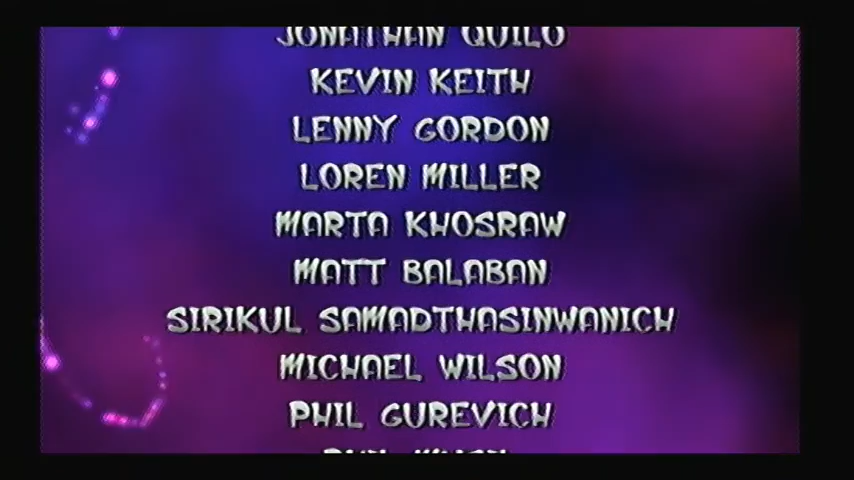 JONATHAN QUILO
KEVIN KEITH
LENNY GORDON
LOREN MILLER
MARTA KHOSRAW
MATT BALABAN
SIRIKUL SAMADTHASINWANICH
MICHAEL WILSON
PHIL GUREVICH